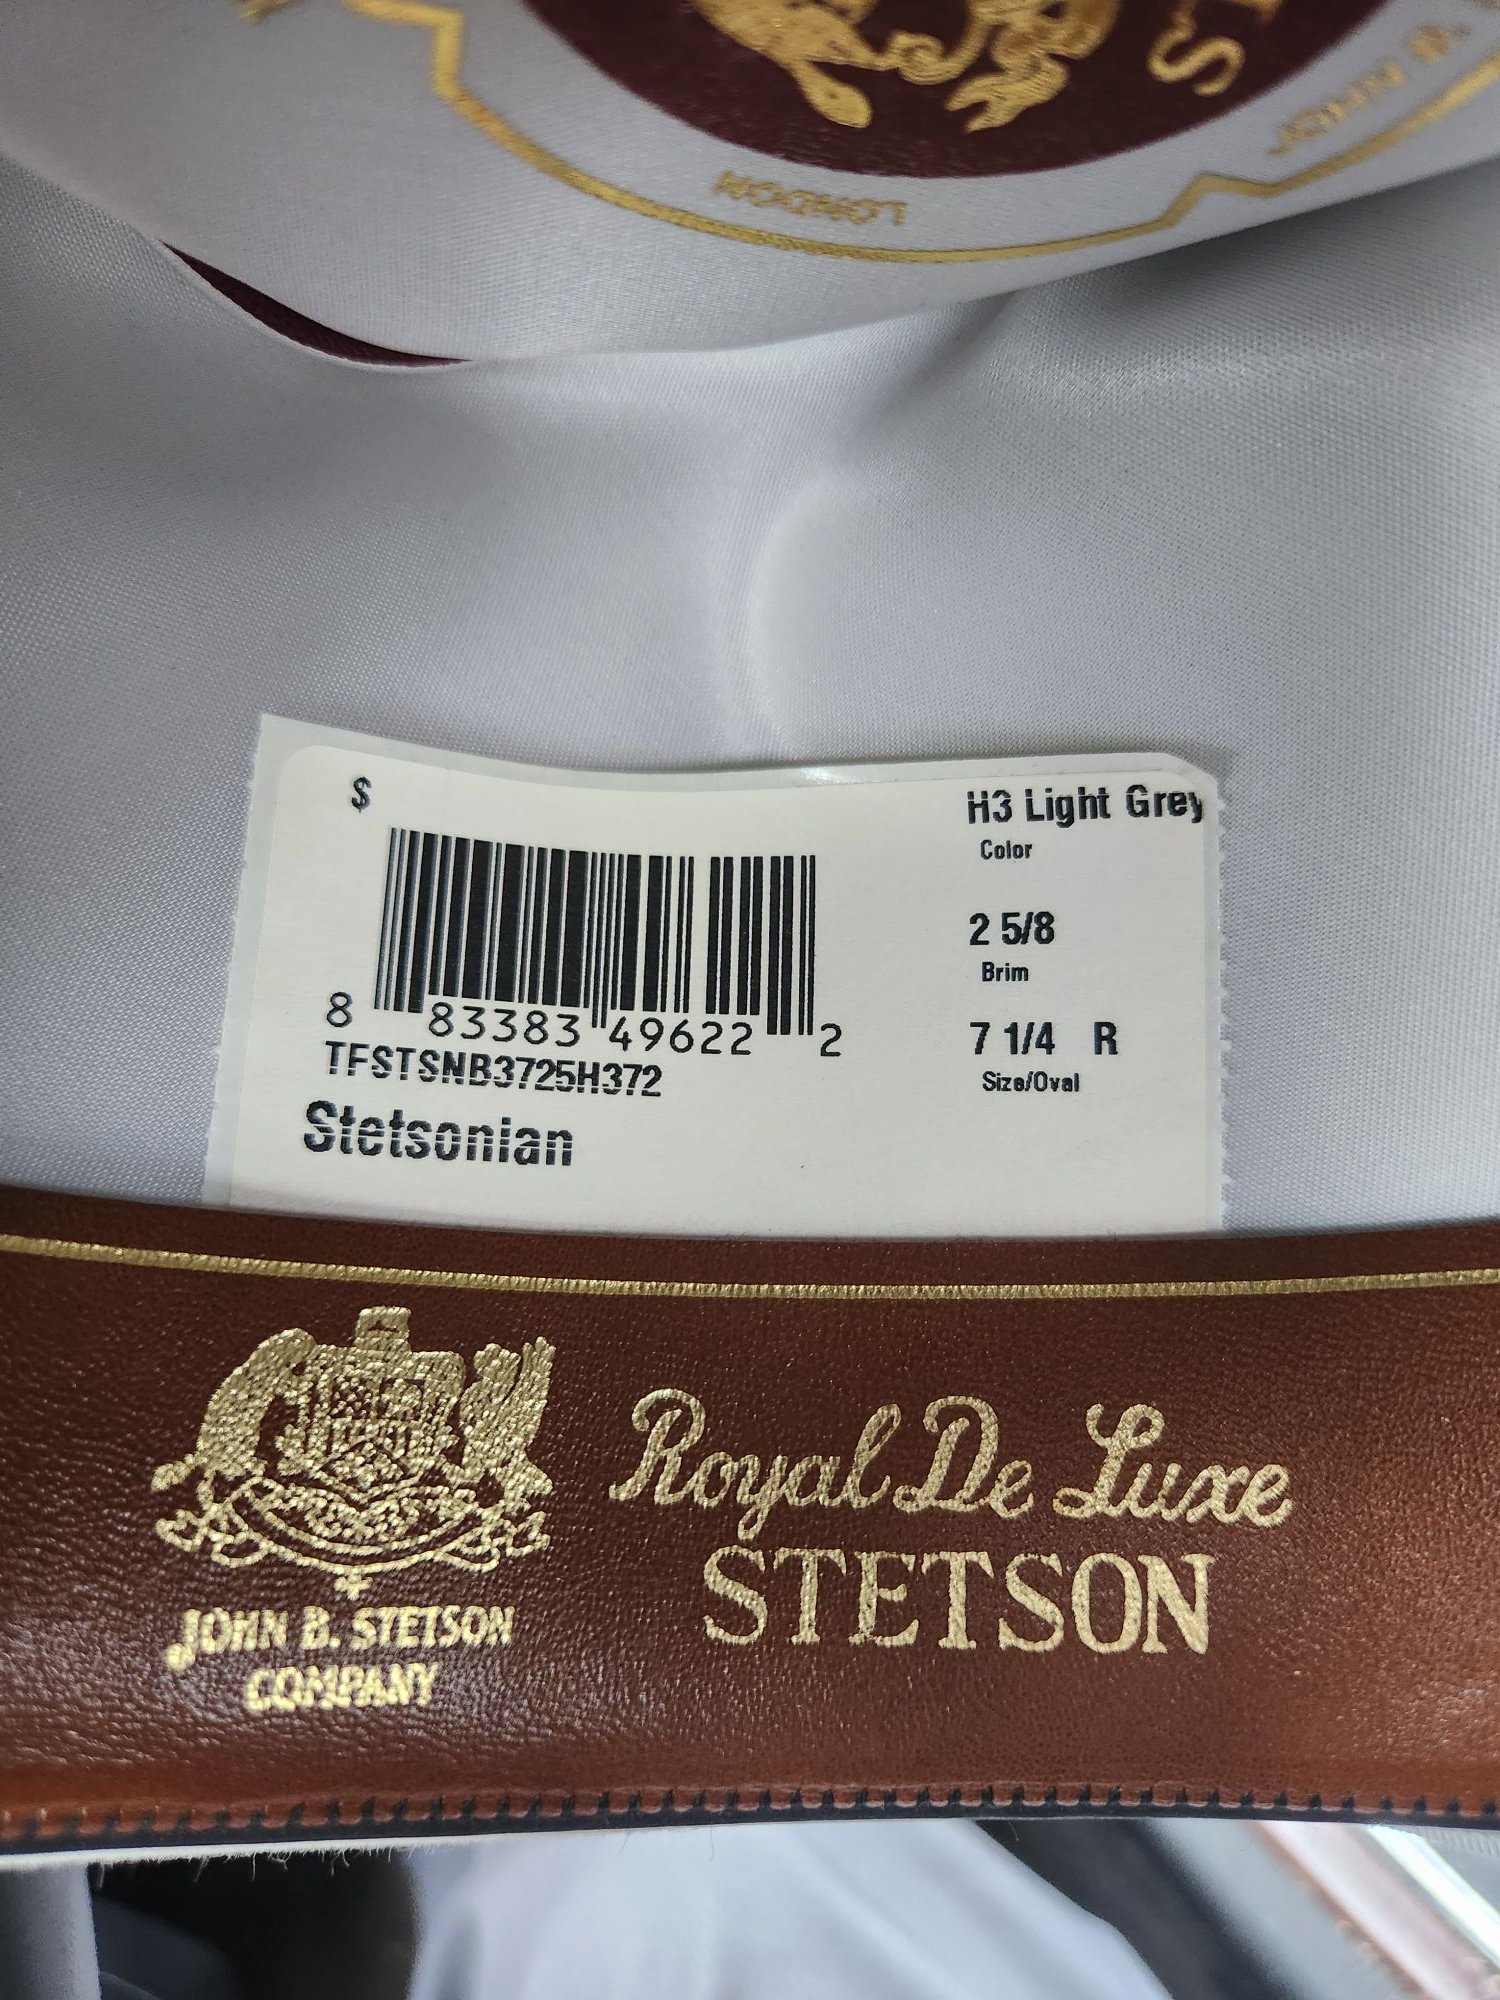 LONDON
$
H3 Light Grey
Color
2 5/8
Brim
7 1/4 R
Size/Oval
8 83383 49622 2
TFSTSNB3725H372
Stetsonian
Royal De Luxe
STETSON
JOHN B. STETSON
COMPANY